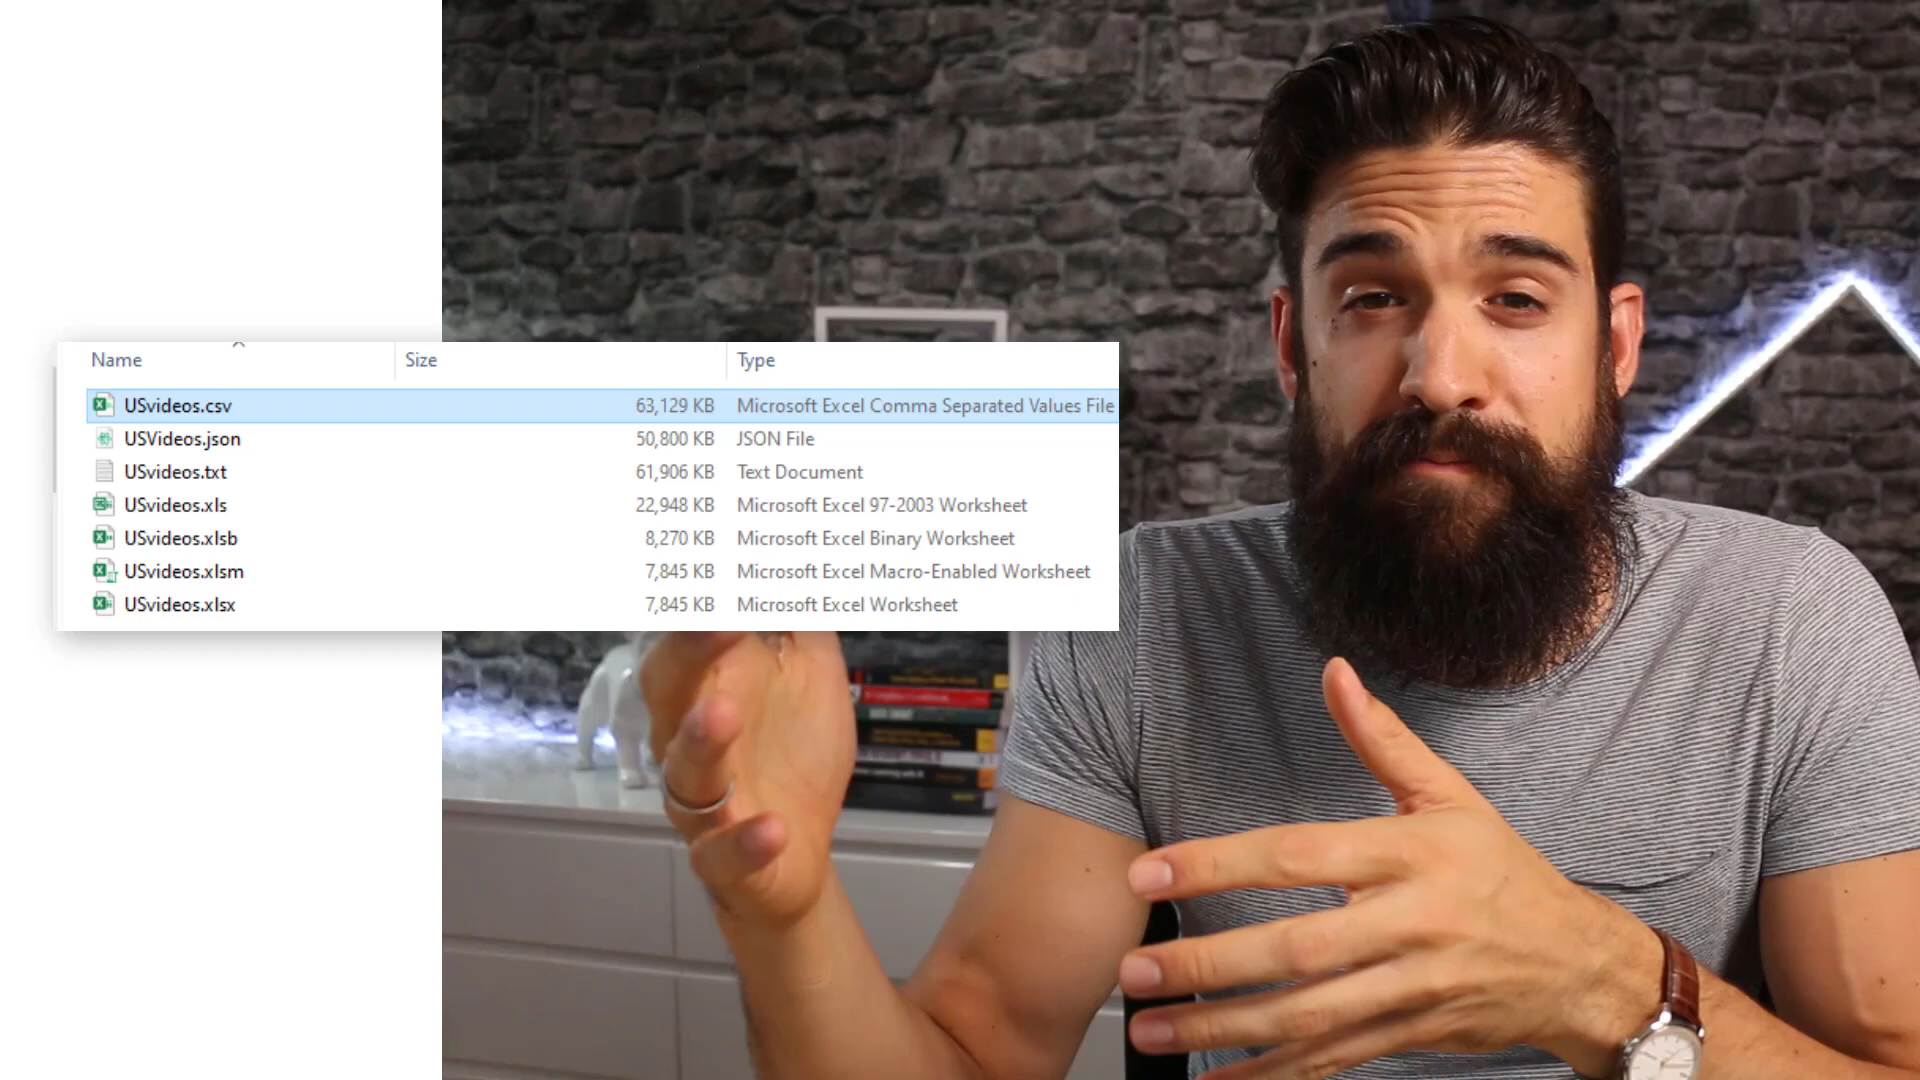 Name Size Type
USvideos.csv 63,129 KB Microsoft Excel Comma Separated Values File
USVideos.json 50,800 KB JSON File
USvideos.txt 61,906 KB Text Document
USvideos.xls 22,948 KB Microsoft Excel 97-2003 Worksheet
USvideos.xlsb 8,270 KB Microsoft Excel Binary Worksheet
USvideos.xlsm 7,845 KB Microsoft Excel Macro-Enabled Worksheet
USvideos.xlsx 7,845 KB Microsoft Excel Worksheet